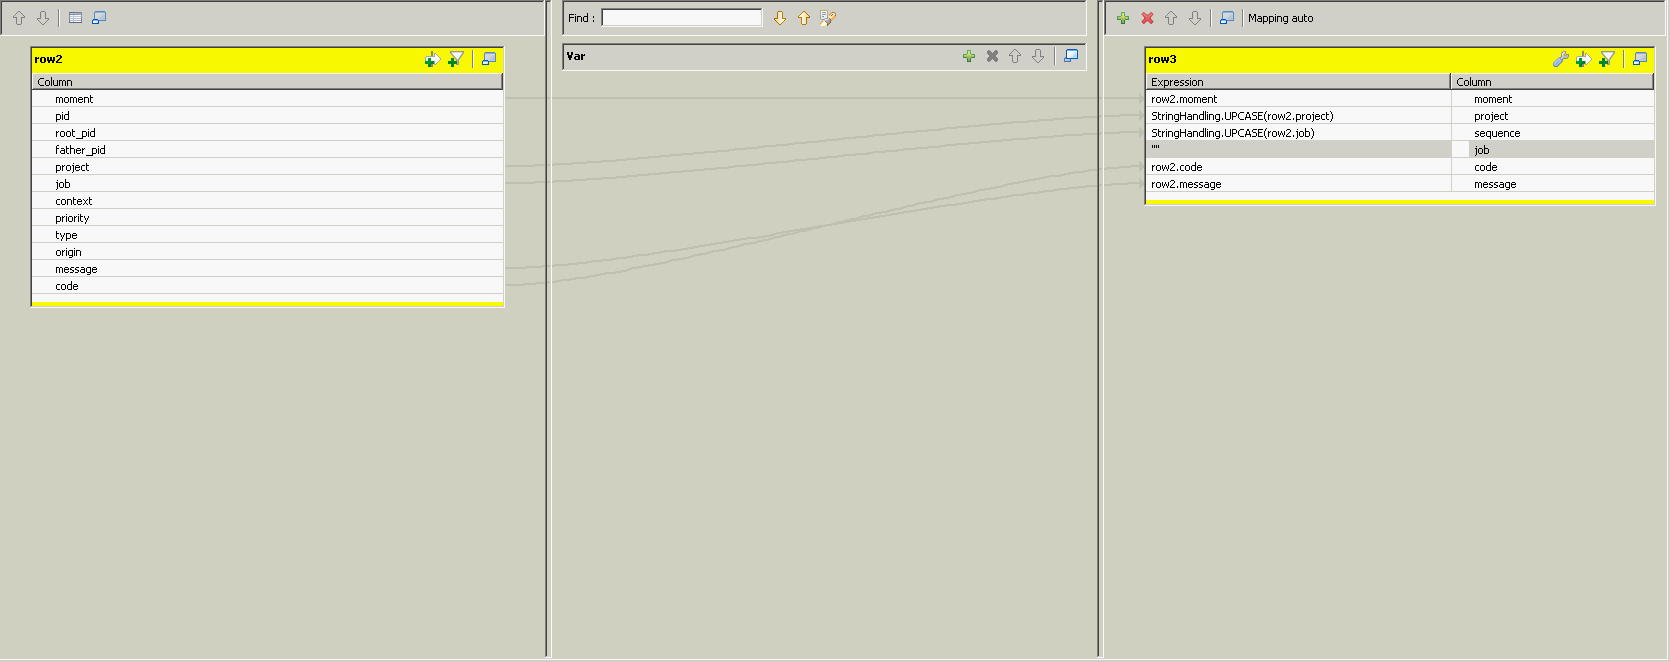 Find :
Mapping auto
row2
Column
moment
pid
root_pid
father_pid
project
job
context
priority
type
origin
message
code
Var
row3
Expression Column
row2.moment moment
StringHandling.UPCASE(row2.project) project
StringHandling.UPCASE(row2.job) sequence
"" job
row2.code code
row2.message message